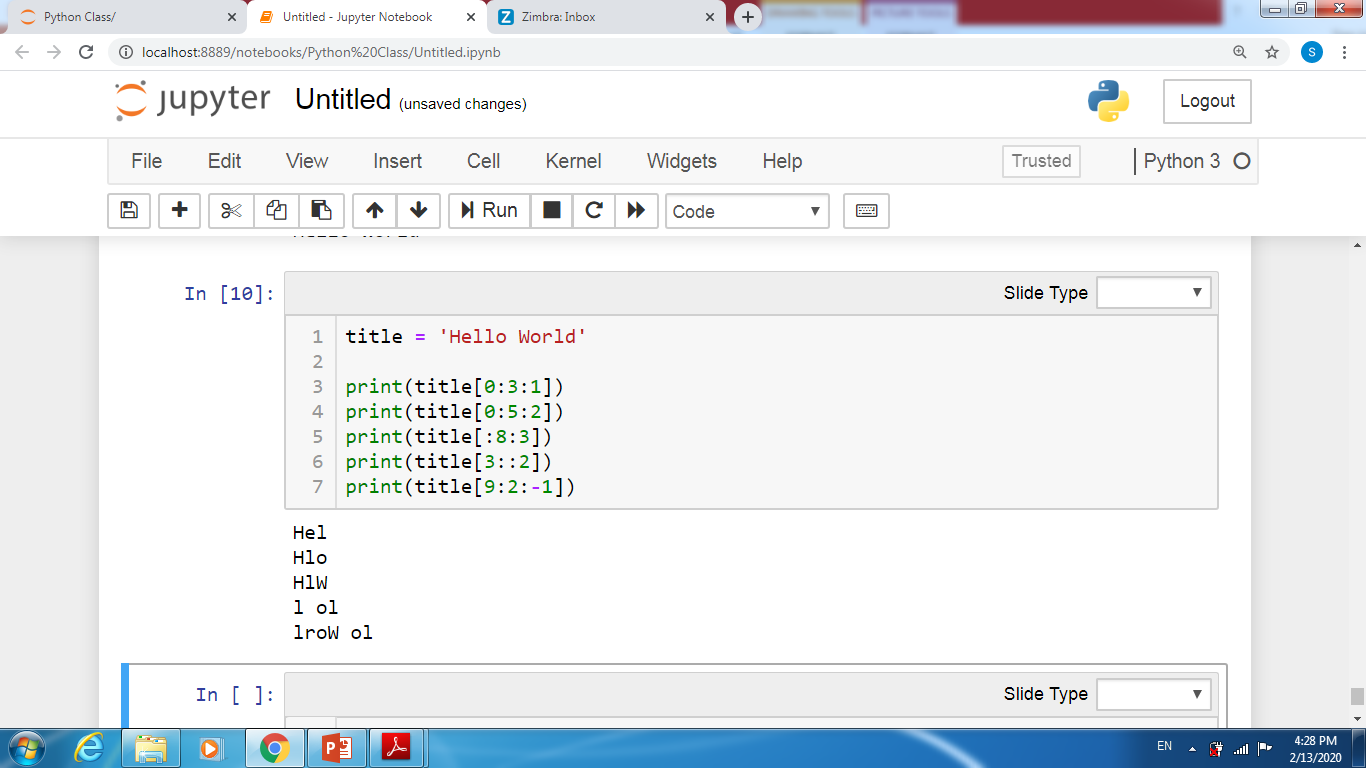 Python Class/
Untitled - Jupyter Notebook
Zimbra: Inbox
localhost:8889/notebooks/Python%20Class/Untitled.ipynb
S
jupyter Untitled (unsaved changes)
Logout
File Edit View Insert Cell Kernel Widgets Help Trusted Python 3
Run Code
In [10]:
Slide Type
1 title = 'Hello World'
2
3 print(title[0:3:1])
4 print(title[0:5:2])
5 print(title[:8:3])
6 print(title[3::2])
7 print(title[9:2:-1])
Hel
Hlo
HlW
l ol
lroW ol
In [ ]:
Slide Type
EN
4:28 PM
2/13/2020